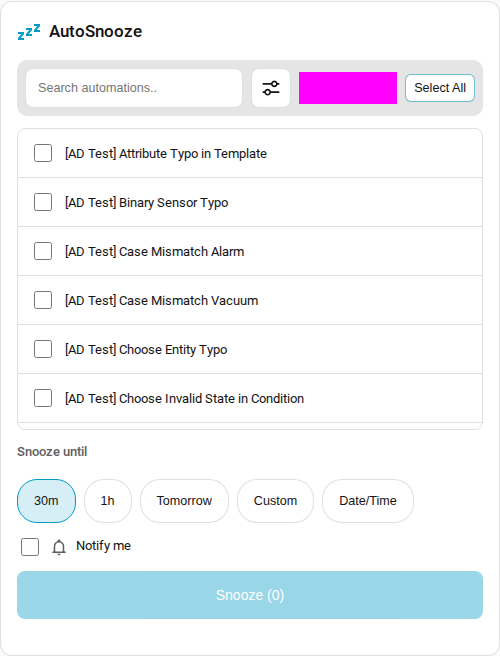 AutoSnooze
Search automations..
Select All
[AD Test] Attribute Typo in Template
[AD Test] Binary Sensor Typo
[AD Test] Case Mismatch Alarm
[AD Test] Case Mismatch Vacuum
[AD Test] Choose Entity Typo
[AD Test] Choose Invalid State in Condition
Snooze until
30m
1h
Tomorrow
Custom
Date/Time
Notify me
Snooze (0)